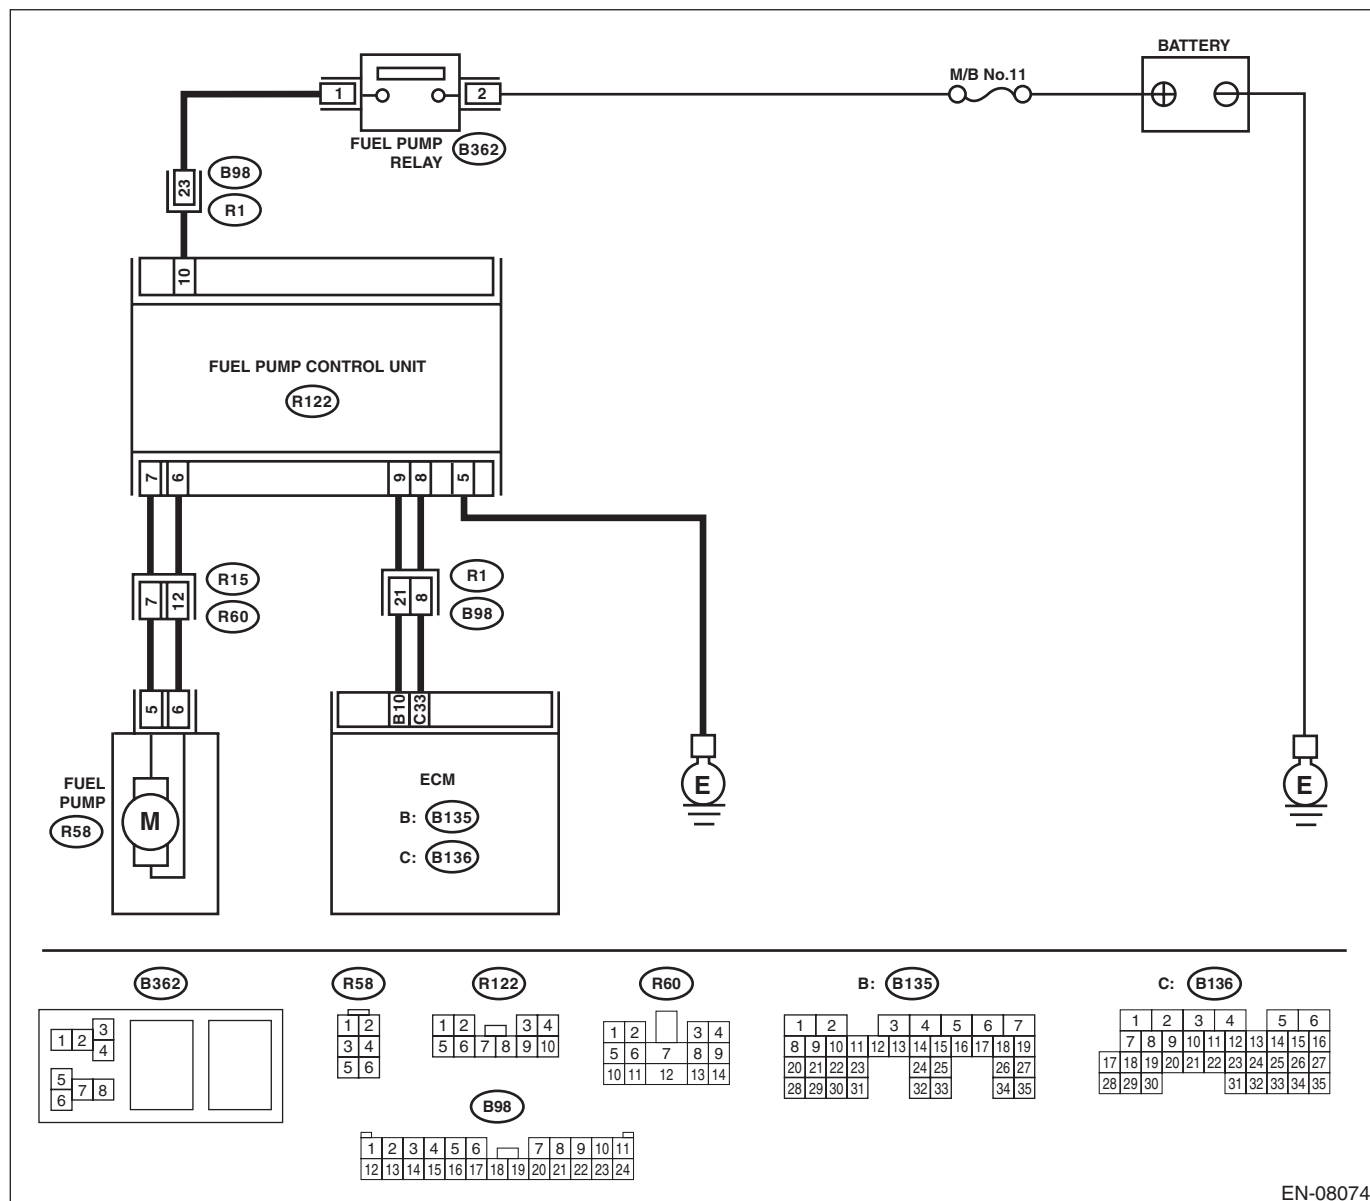 BATTERY
M/B No.11
1
2
FUEL PUMP
RELAY
B362
23
B98
R1
10
FUEL PUMP CONTROL UNIT
R122
7 6 9 8 5
R15
R60
7 12
R1
B98
21 8
5 6
B10 C33
FUEL
PUMP
R58
M
ECM
B: B135
C: B136
E
E
B362
R58
R122
R60
B: B135
C: B136
1 2 3
4
5
6 7 8
1 2
3 4
5 6
1 2 3 4
5 6 7 8 9 10
1 2 3 4
5 6 7 8 9
10 11 12 13 14
1 2 3 4 5 6 7
8 9 10 11 12 13 14 15 16 17 18 19
20 21 22 23 24 25 26 27
28 29 30 31 32 33 34 35
1 2 3 4 5 6
7 8 9 10 11 12 13 14 15 16
17 18 19 20 21 22 23 24 25 26 27
28 29 30 31 32 33 34 35
B98
1 2 3 4 5 6 7 8 9 10 11
12 13 14 15 16 17 18 19 20 21 22 23 24
EN-08074